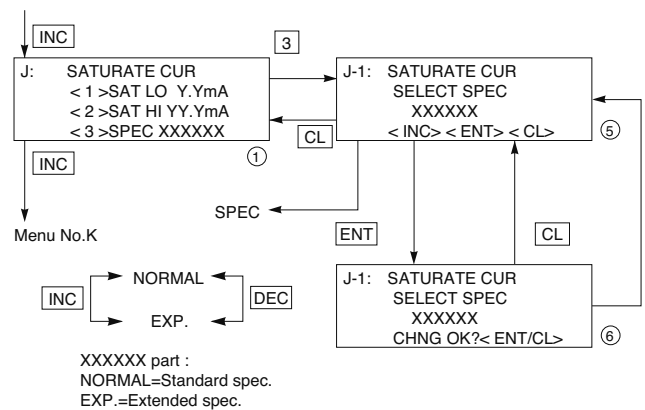 INC
3
J: SATURATE CUR
< 1 >SAT LO Y.YmA
< 2 >SAT HI YY.YmA
< 3 >SPEC XXXXXX
1
J-1: SATURATE CUR
SELECT SPEC
XXXXXX
< INC> < ENT> < CL>
5
CL
INC
SPEC
Menu No.K
ENT
CL
J-1: SATURATE CUR
SELECT SPEC
XXXXXX
CHNG OK?< ENT/CL>
6
INC
NORMAL
DEC
EXP.
XXXXXX part :
NORMAL=Standard spec.
EXP.=Extended spec.